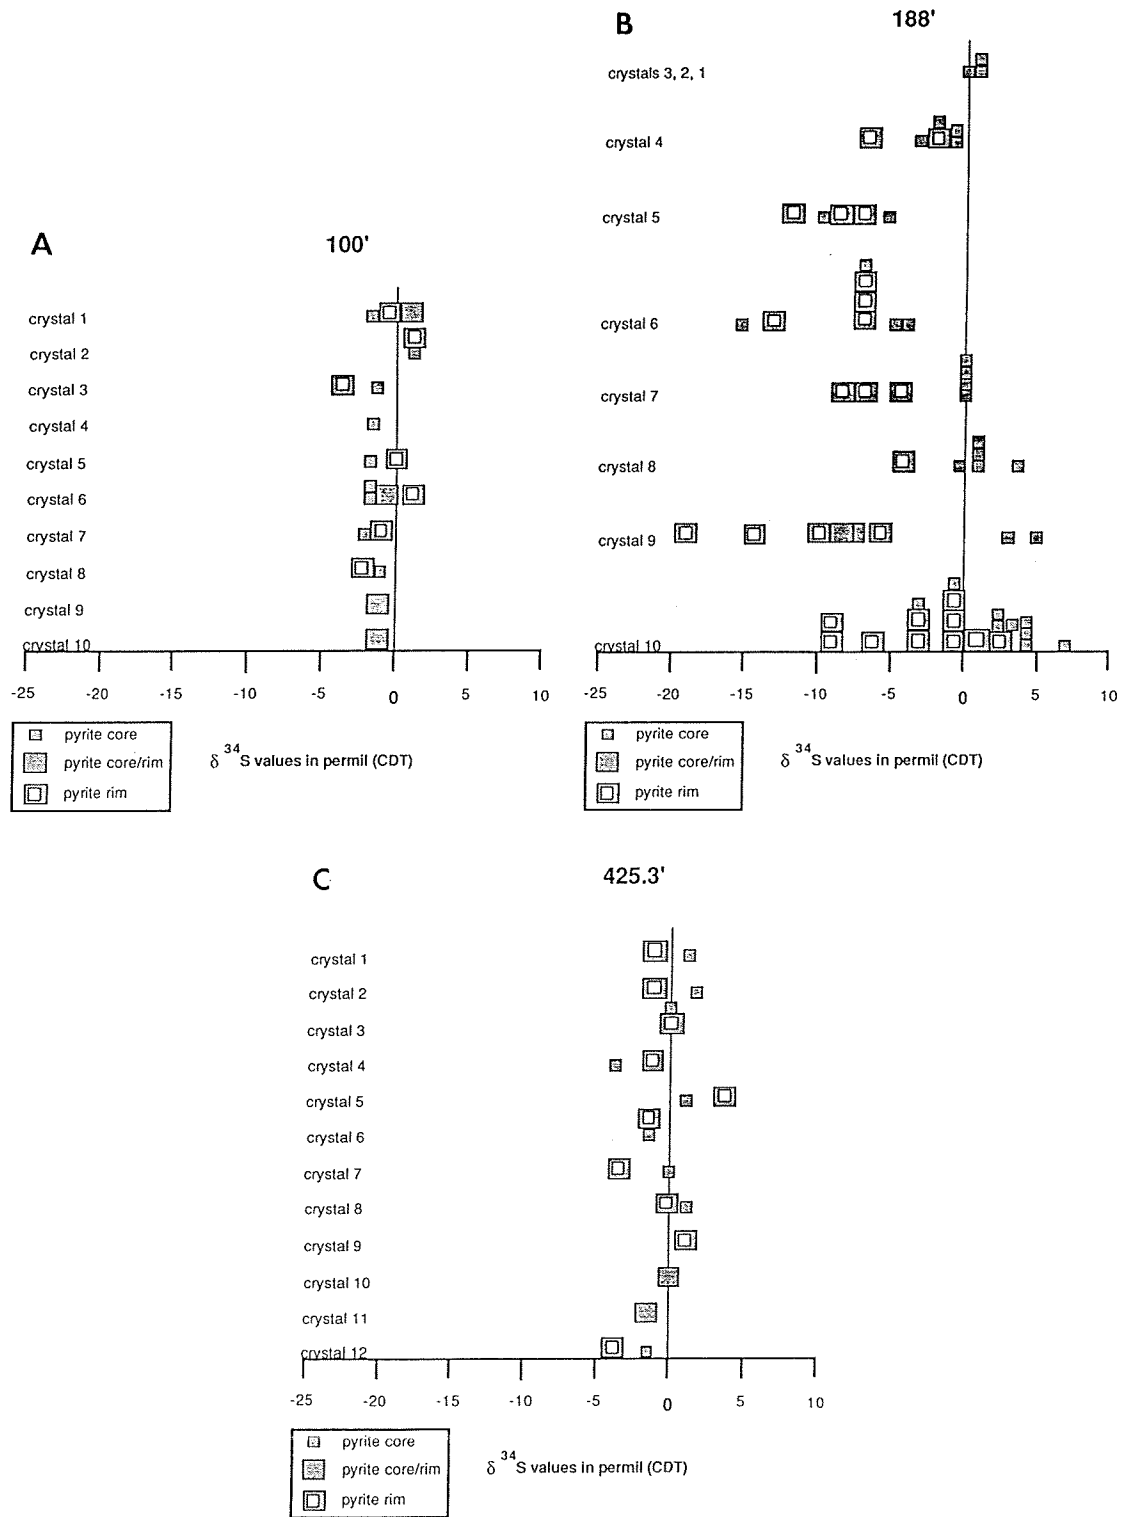 A
100'
crystal 1
crystal 2
crystal 3
crystal 4
crystal 5
crystal 6
crystal 7
crystal 8
crystal 9
crystal 10
-25 -20 -15 -10 -5 0 5 10
pyrite core
pyrite core/rim
pyrite rim
δ 34S values in permil (CDT)
B
188'
crystals 3, 2, 1
crystal 4
crystal 5
crystal 6
crystal 7
crystal 8
crystal 9
crystal 10
-25 -20 -15 -10 -5 0 5 10
pyrite core
pyrite core/rim
pyrite rim
δ 34S values in permil (CDT)
C
425.3'
crystal 1
crystal 2
crystal 3
crystal 4
crystal 5
crystal 6
crystal 7
crystal 8
crystal 9
crystal 10
crystal 11
crystal 12
-25 -20 -15 -10 -5 0 5 10
pyrite core
pyrite core/rim
pyrite rim
δ 34S values in permil (CDT)